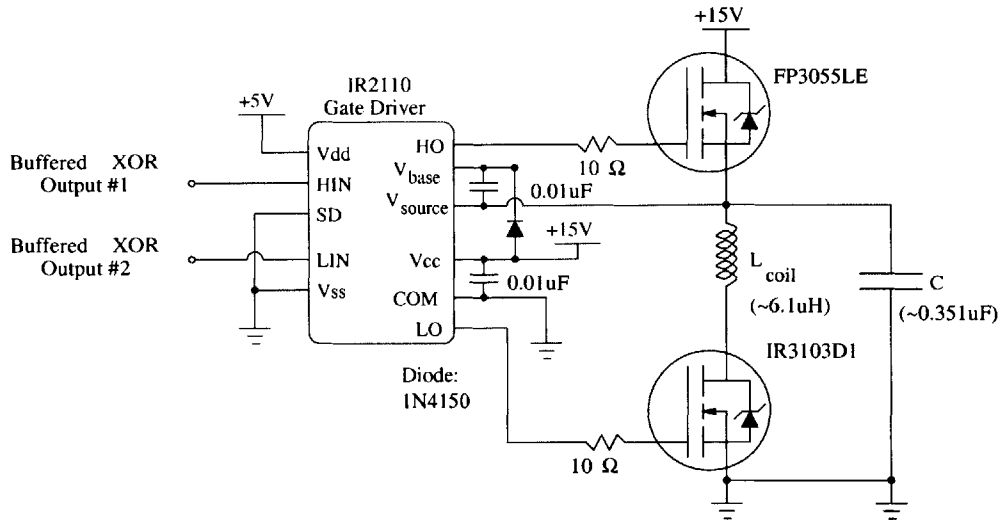 +15V
FP3055LE
IR2110
Gate Driver
+5V
Vdd
HO
10 Ω
Buffered XOR
Output #1
HIN
Vbase
0.01uF
SD
Vsource
+15V
Buffered XOR
Output #2
LIN
Vcc
Lcoil
(~6.1uH)
C
(~0.351uF)
Vss
COM
0.01uF
LO
IR3103D1
Diode:
1N4150
10 Ω